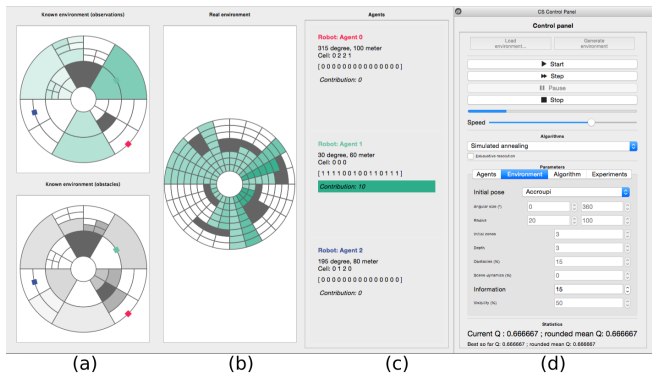 Known environment (observations)
Real environment
Agents
CS Control Panel
Control panel
Load
environment...
Generate
environment
Robot: Agent 0
315 degree, 100 meter
Cell: 0 2 2 1
[ 0 0 0 0 0 0 0 0 0 0 0 0 0 0 0 ]
Contribution: 0
Start
Step
Pause
Stop
Speed
Algorithms
Simulated annealing
Exhaustive resolution
Parameters
Agents
Environment
Algorithm
Experiments
Robot: Agent 1
30 degree, 60 meter
Cell: 0 0 0
[ 1 1 1 1 0 0 1 0 0 1 1 0 1 1 1 ]
Contribution: 10
Known environment (obstacles)
Initial pose
Accroupi
Angular size (°)
0
360
Radius
20
100
Initial zones
3
Depth
3
Obstacles (%)
15
Scene dynamics (%)
0
Information
15
Visibility (%)
50
Robot: Agent 2
195 degree, 80 meter
Cell: 0 1 2 0
[ 0 0 0 0 0 0 0 0 0 0 0 0 0 0 0 ]
Contribution: 0
Statistics
Current Q : 0.666667 ; rounded mean Q: 0.666667
Best so far Q: 0.666667 ; rounded mean Q: 0.666667
(a)
(b)
(c)
(d)